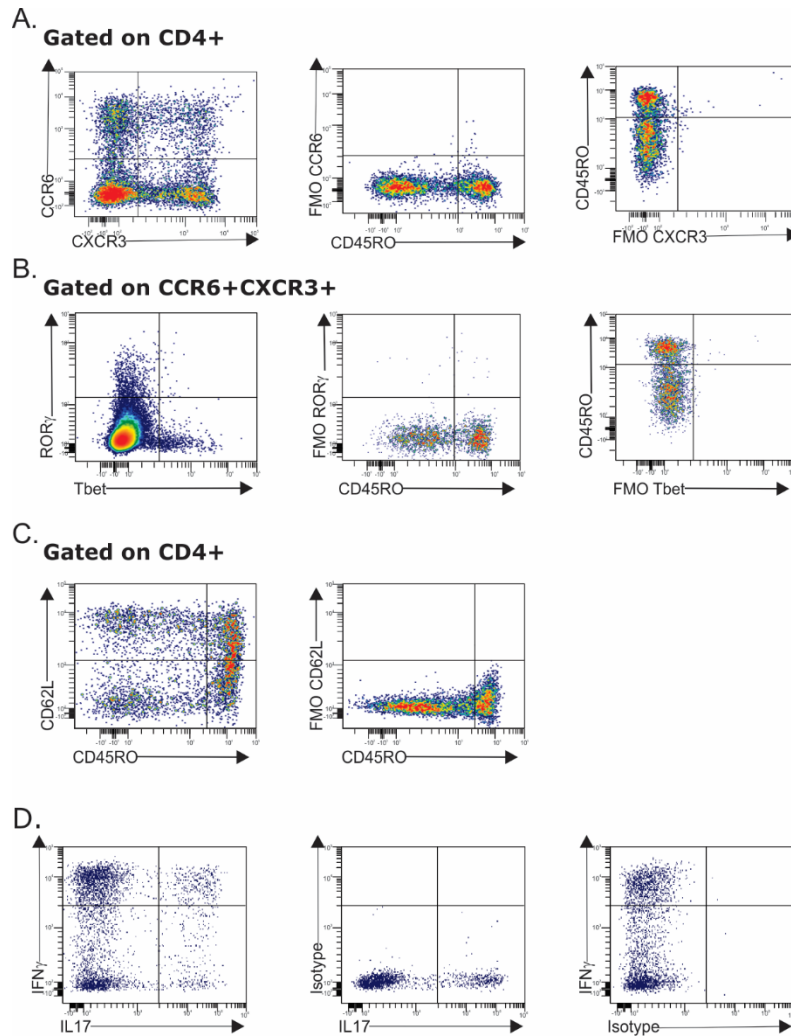 A.
Gated on CD4+
CCR6
CXCR3
FMO CCR6
CD45RO
CD45RO
FMO CXCR3
B.
Gated on CCR6+CXCR3+
RORγ
Tbet
FMO RORγ
CD45RO
CD45RO
FMO Tbet
C.
Gated on CD4+
CD62L
CD45RO
FMO CD62L
CD45RO
D.
IFNγ
IL17
Isotype
IL17
IFNγ
Isotype